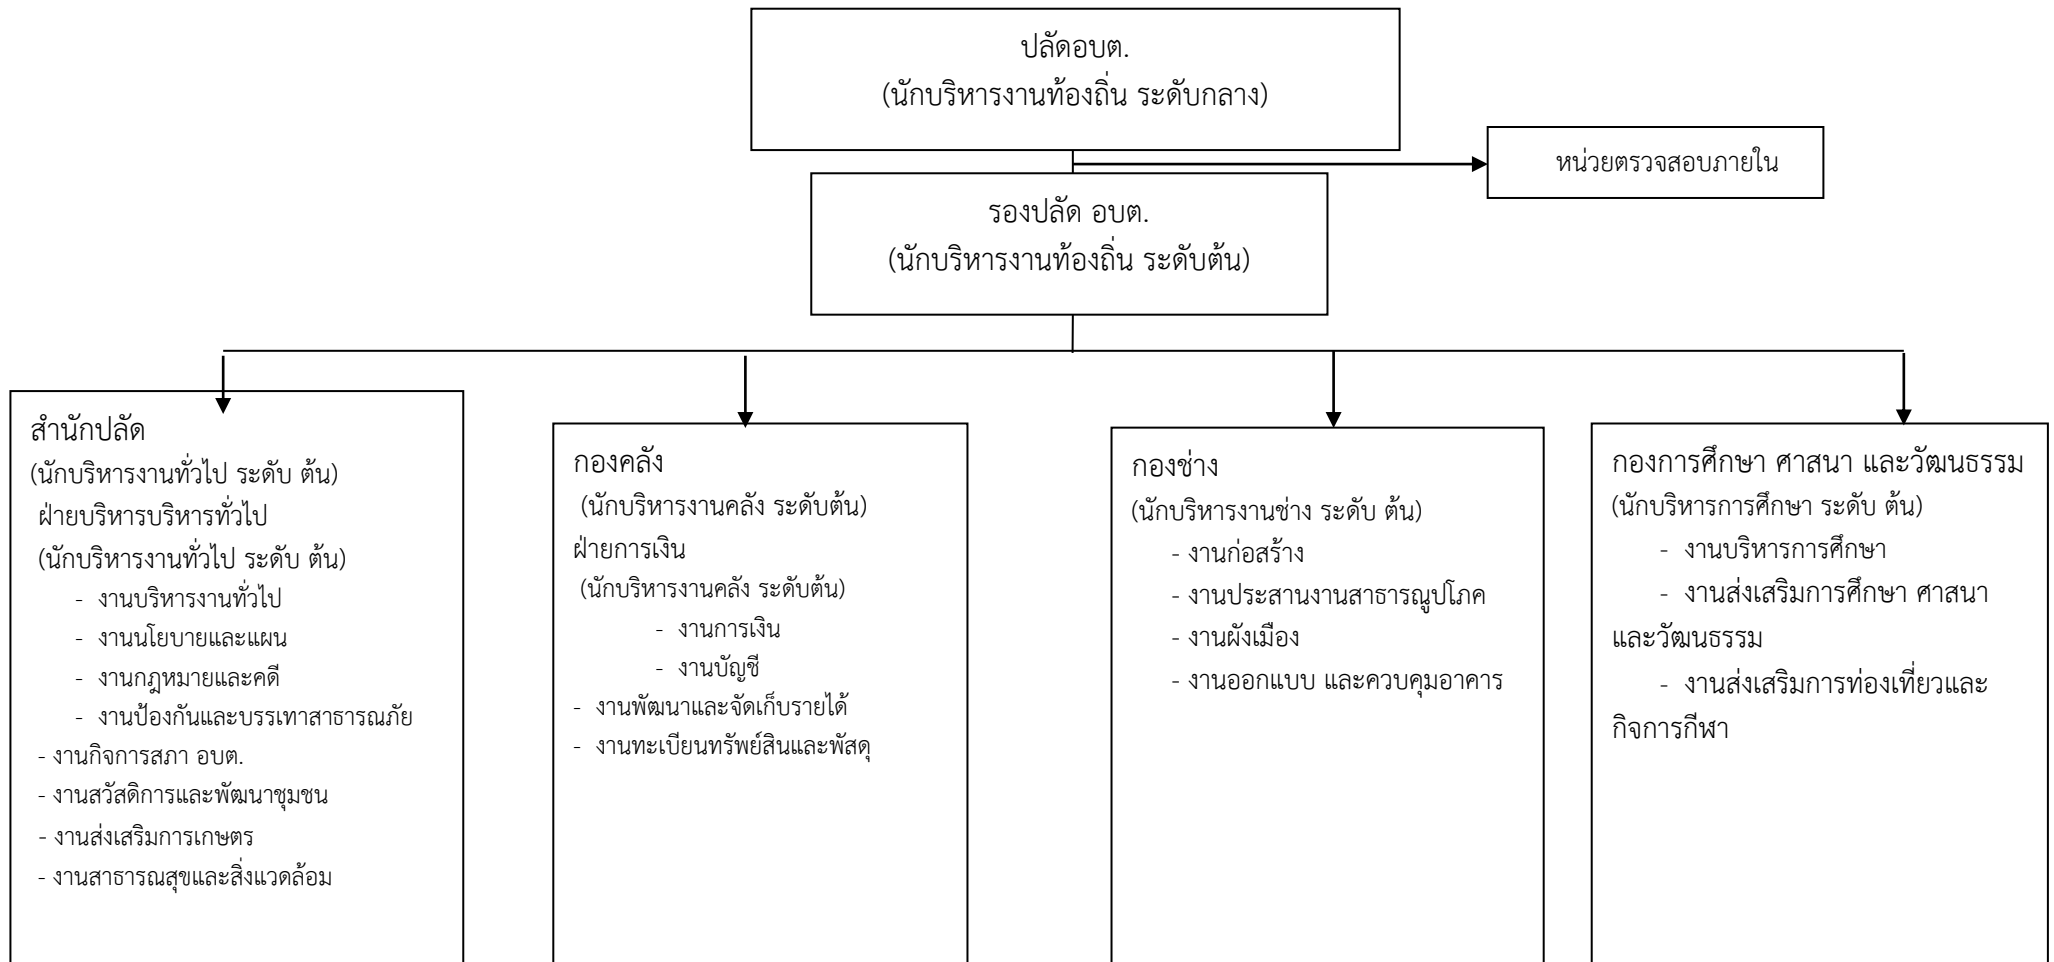 ปลัดอบต.
(นักบริหารงานท้องถิ่น ระดับกลาง)
หน่วยตรวจสอบภายใน
รองปลัด อบต.
(นักบริหารงานท้องถิ่น ระดับต้น)
สำนักปลัด
(นักบริหารงานทั่วไป ระดับ ต้น)
ฝ่ายบริหารบริหารทั่วไป
(นักบริหารงานทั่วไป ระดับ ต้น)
- งานบริหารงานทั่วไป
- งานนโยบายและแผน
- งานกฎหมายและคดี
- งานป้องกันและบรรเทาสาธารณภัย
- งานกิจการสภา อบต.
- งานสวัสดิการและพัฒนาชุมชน
- งานส่งเสริมการเกษตร
- งานสาธารณสุขและสิ่งแวดล้อม
กองคลัง
(นักบริหารงานคลัง ระดับต้น)
ฝ่ายการเงิน
(นักบริหารงานคลัง ระดับต้น)
- งานการเงิน
- งานบัญชี
- งานพัฒนาและจัดเก็บรายได้
- งานทะเบียนทรัพย์สินและพัสดุ
กองช่าง
(นักบริหารงานช่าง ระดับ ต้น)
- งานก่อสร้าง
- งานประสานงานสาธารณูปโภค
- งานผังเมือง
- งานออกแบบ และควบคุมอาคาร
กองการศึกษา ศาสนา และวัฒนธรรม
(นักบริหารการศึกษา ระดับ ต้น)
- งานบริหารการศึกษา
- งานส่งเสริมการศึกษา ศาสนา
และวัฒนธรรม
- งานส่งเสริมการท่องเที่ยวและ
กิจการกีฬา